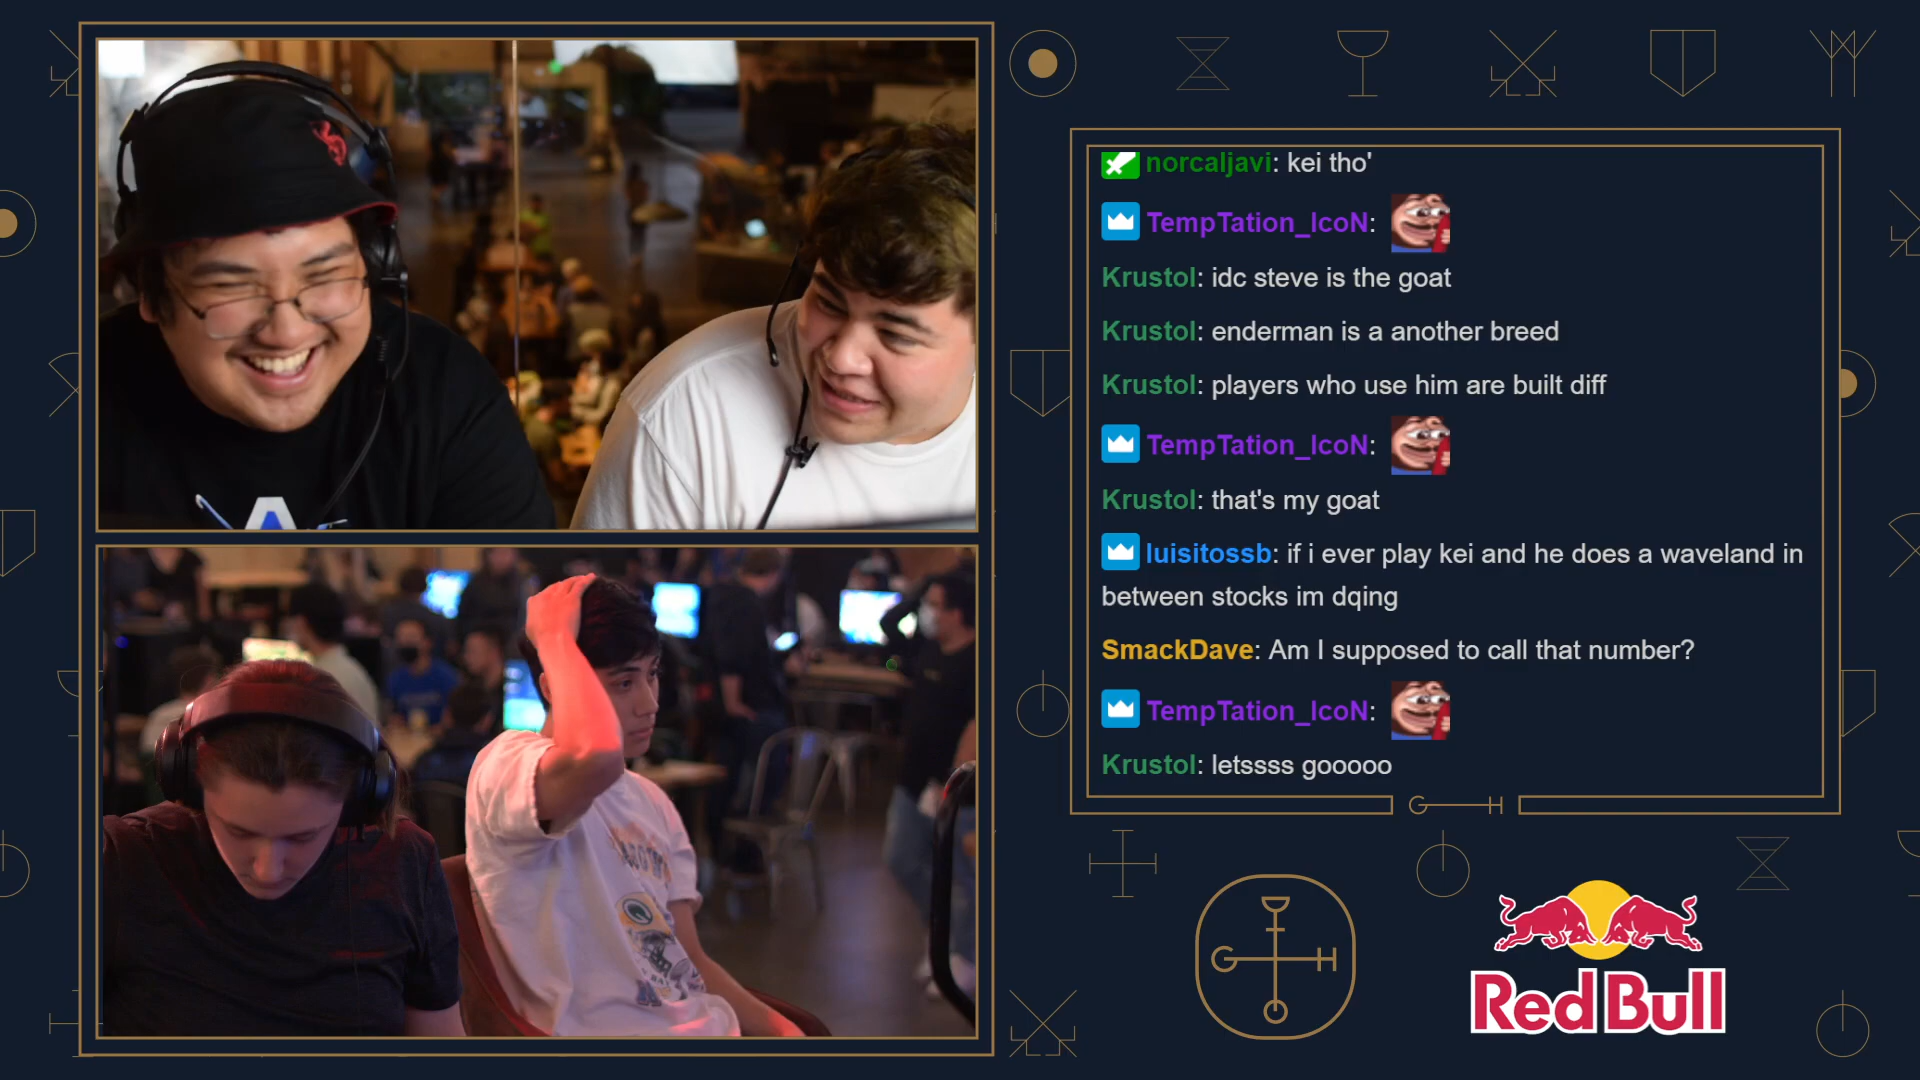 norcaljavi: kei tho'
TempTation_IcoN:
Krustol: idc steve is the goat
Krustol: enderman is a another breed
Krustol: players who use him are built diff
TempTation_IcoN:
Krustol: that's my goat
luisitossb: if i ever play kei and he does a waveland in
between stocks im dqing
SmackDave: Am I supposed to call that number?
TempTation_IcoN:
Krustol: letssss gooooo
G H
G H
Red Bull